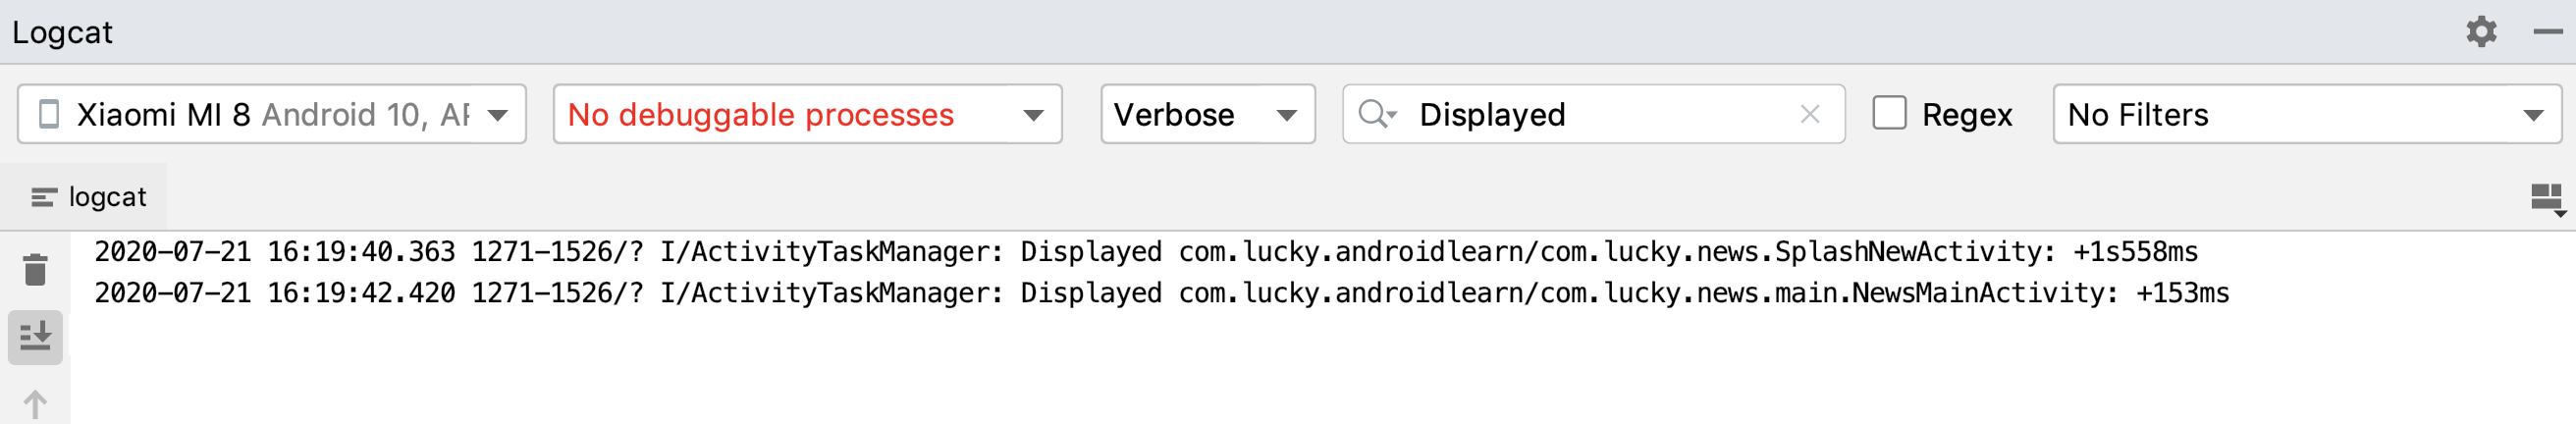 Logcat
Xiaomi MI 8 Android 10, AF
No debuggable processes
Verbose
Displayed
Regex
No Filters
logcat
2020-07-21 16:19:40.363 1271-1526/? I/ActivityTaskManager: Displayed com.lucky.androidlearn/com.lucky.news.SplashNewActivity: +1s558ms
2020-07-21 16:19:42.420 1271-1526/? I/ActivityTaskManager: Displayed com.lucky.androidlearn/com.lucky.news.main.NewsMainActivity: +153ms